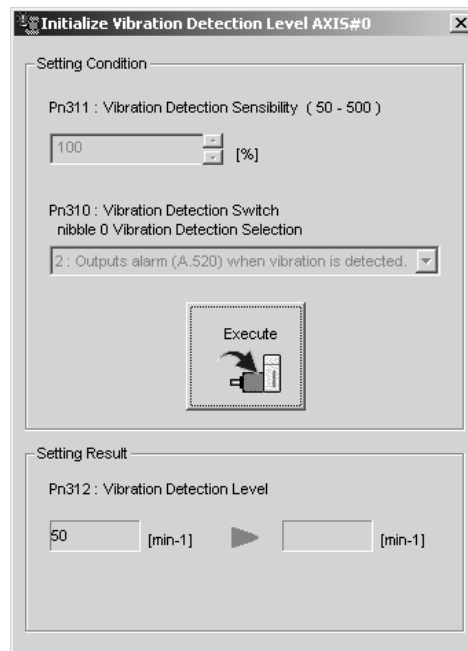 Initialize Vibration Detection Level AXIS#0
Setting Condition
Pn311 : Vibration Detection Sensibility ( 50 - 500 )
100 [%]
Pn310 : Vibration Detection Switch
nibble 0 Vibration Detection Selection
2 : Outputs alarm (A.520) when vibration is detected.
Execute
Setting Result
Pn312 : Vibration Detection Level
50 [min-1] [min-1]